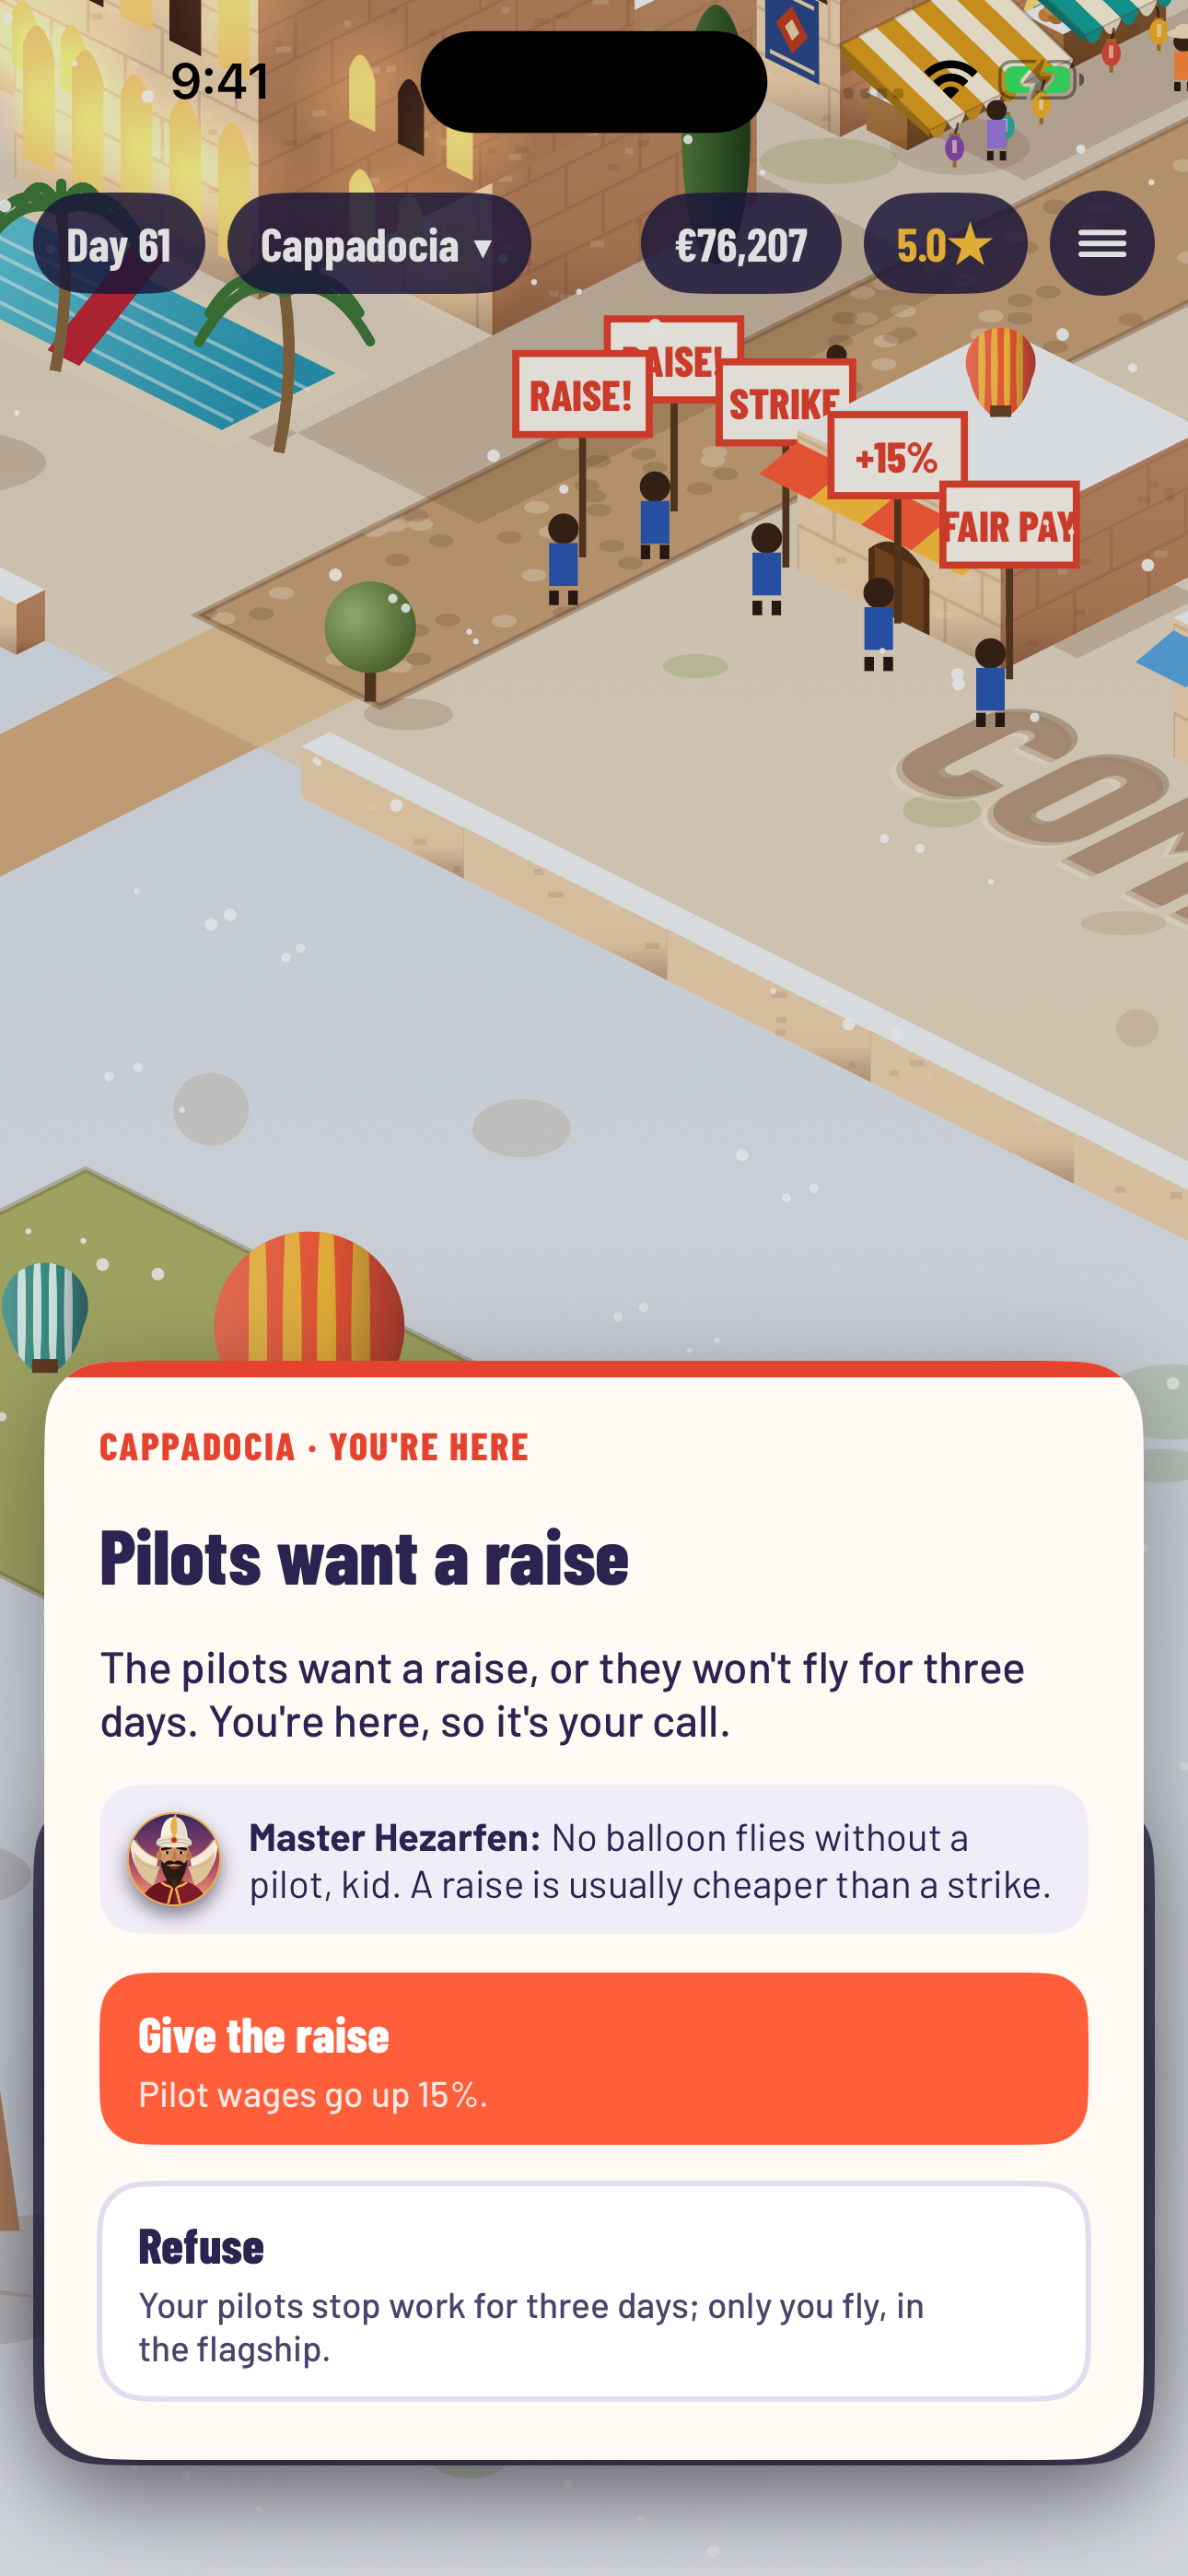 9:41
Day 61
Cappadocia ▾
€76,207
5.0★
RAISE!
RAISE!
STRIKE
+15%
FAIR PAY
CAPPADOCIA · YOU'RE HERE
Pilots want a raise
The pilots want a raise, or they won't fly for three
days. You're here, so it's your call.
Master Hezarfen: No balloon flies without a
pilot, kid. A raise is usually cheaper than a strike.
Give the raise
Pilot wages go up 15%.
Refuse
Your pilots stop work for three days; only you fly, in
the flagship.